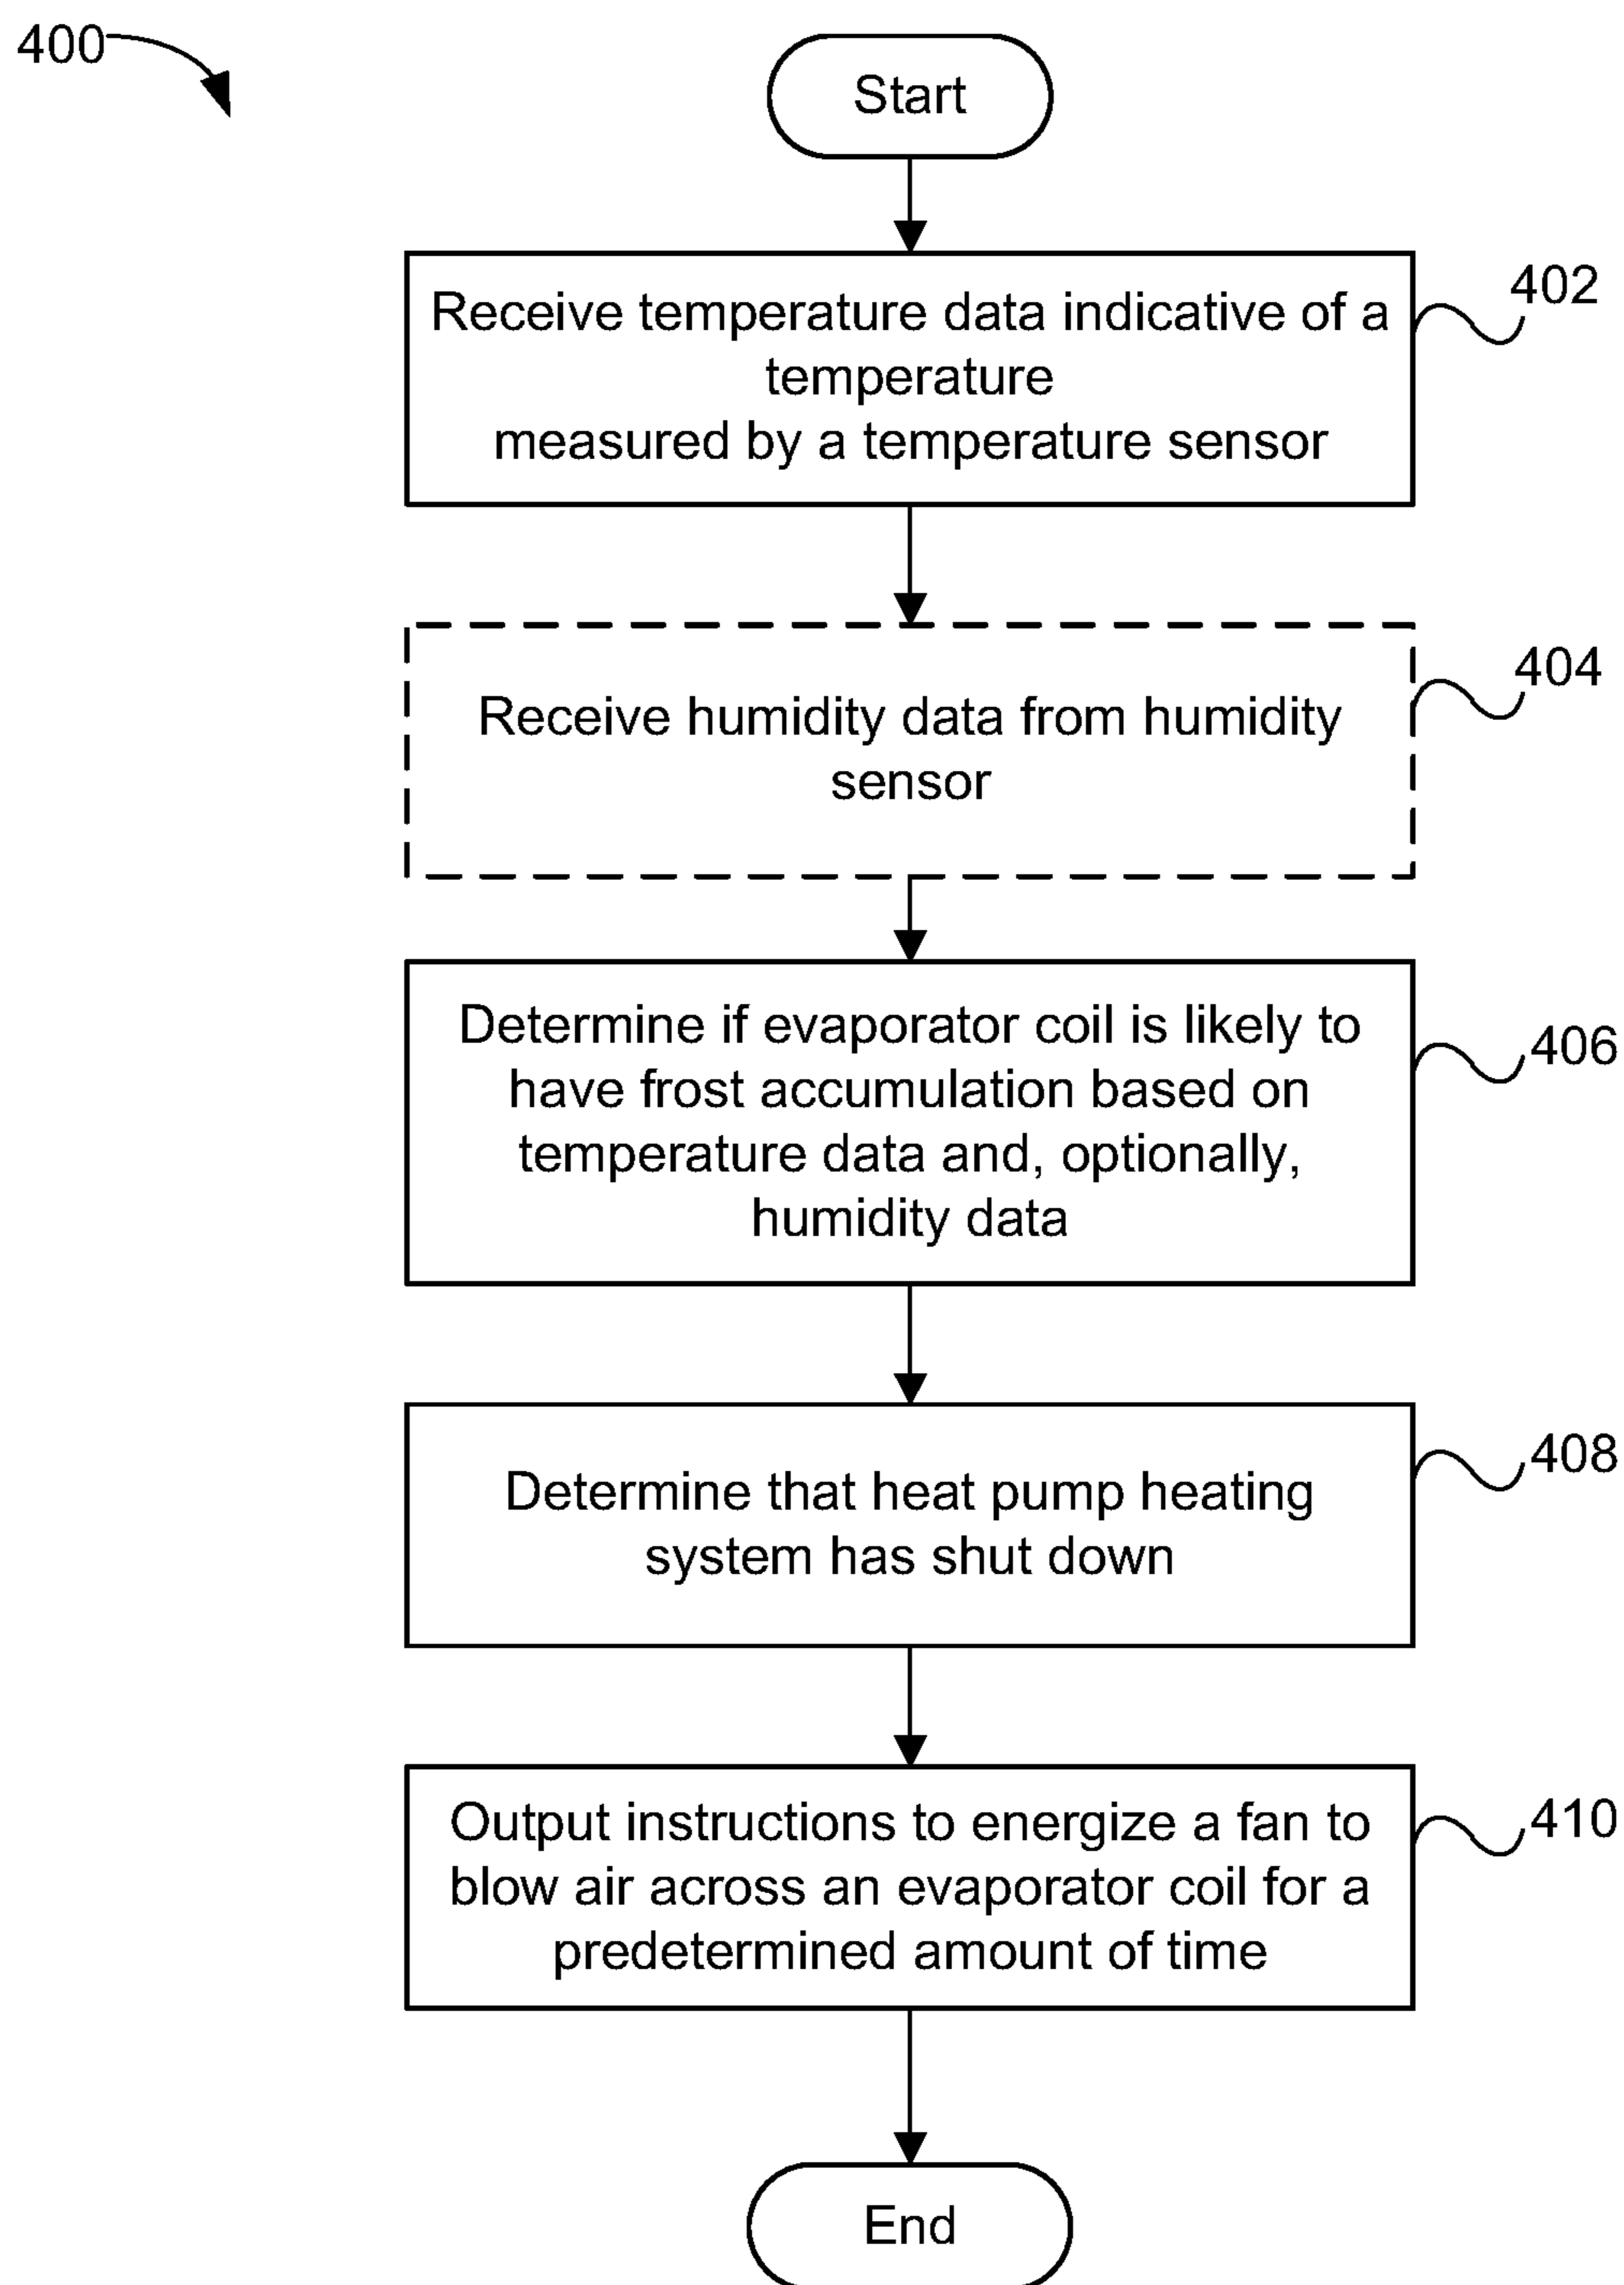 400
Start
Receive temperature data indicative of a
temperature
measured by a temperature sensor
402
Receive humidity data from humidity
sensor
404
Determine if evaporator coil is likely to
have frost accumulation based on
temperature data and, optionally,
humidity data
406
Determine that heat pump heating
system has shut down
408
Output instructions to energize a fan to
blow air across an evaporator coil for a
predetermined amount of time
410
End